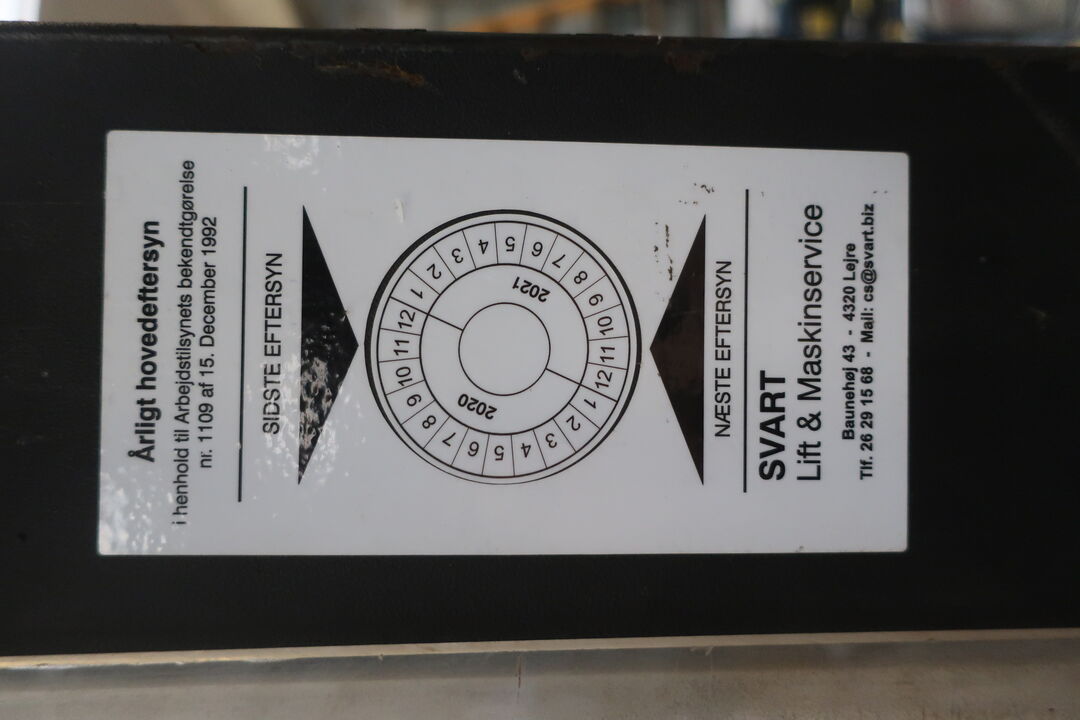 Årligt hovedeftersyn
i henhold til Arbejdstilsynets bekendtgørelse
nr. 1109 af 15. December 1992
SIDSTE EFTERSYN
1 2 3 4 5 6 7 8 9 10 11 12
2021
1 2 3 4 5 6 7 8 9 10 11 12
2020
NÆSTE EFTERSYN
SVART
Lift & Maskinservice
Baunehøj 43 - 4320 Lejre
Tlf. 26 29 15 68 - Mail: cs@svart.biz